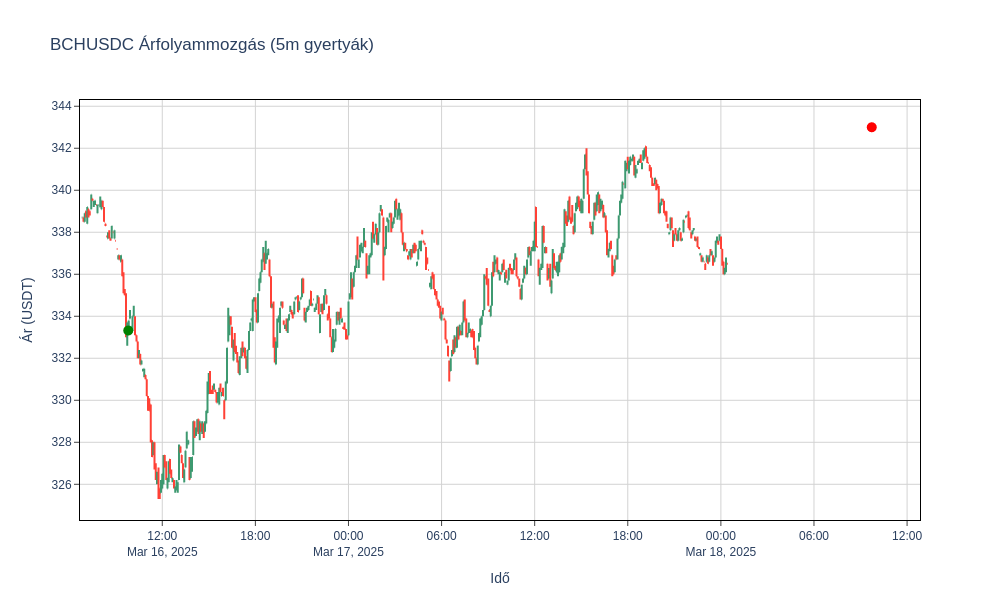 BCHUSDC Árfolyammozgás (5m gyertyák)
344
342
340
338
336
334
332
330
328
326
Ár (USDT)
12:00 18:00 00:00 06:00 12:00 18:00 00:00 06:00 12:00
Mar 16, 2025 Mar 17, 2025 Mar 18, 2025
Idő